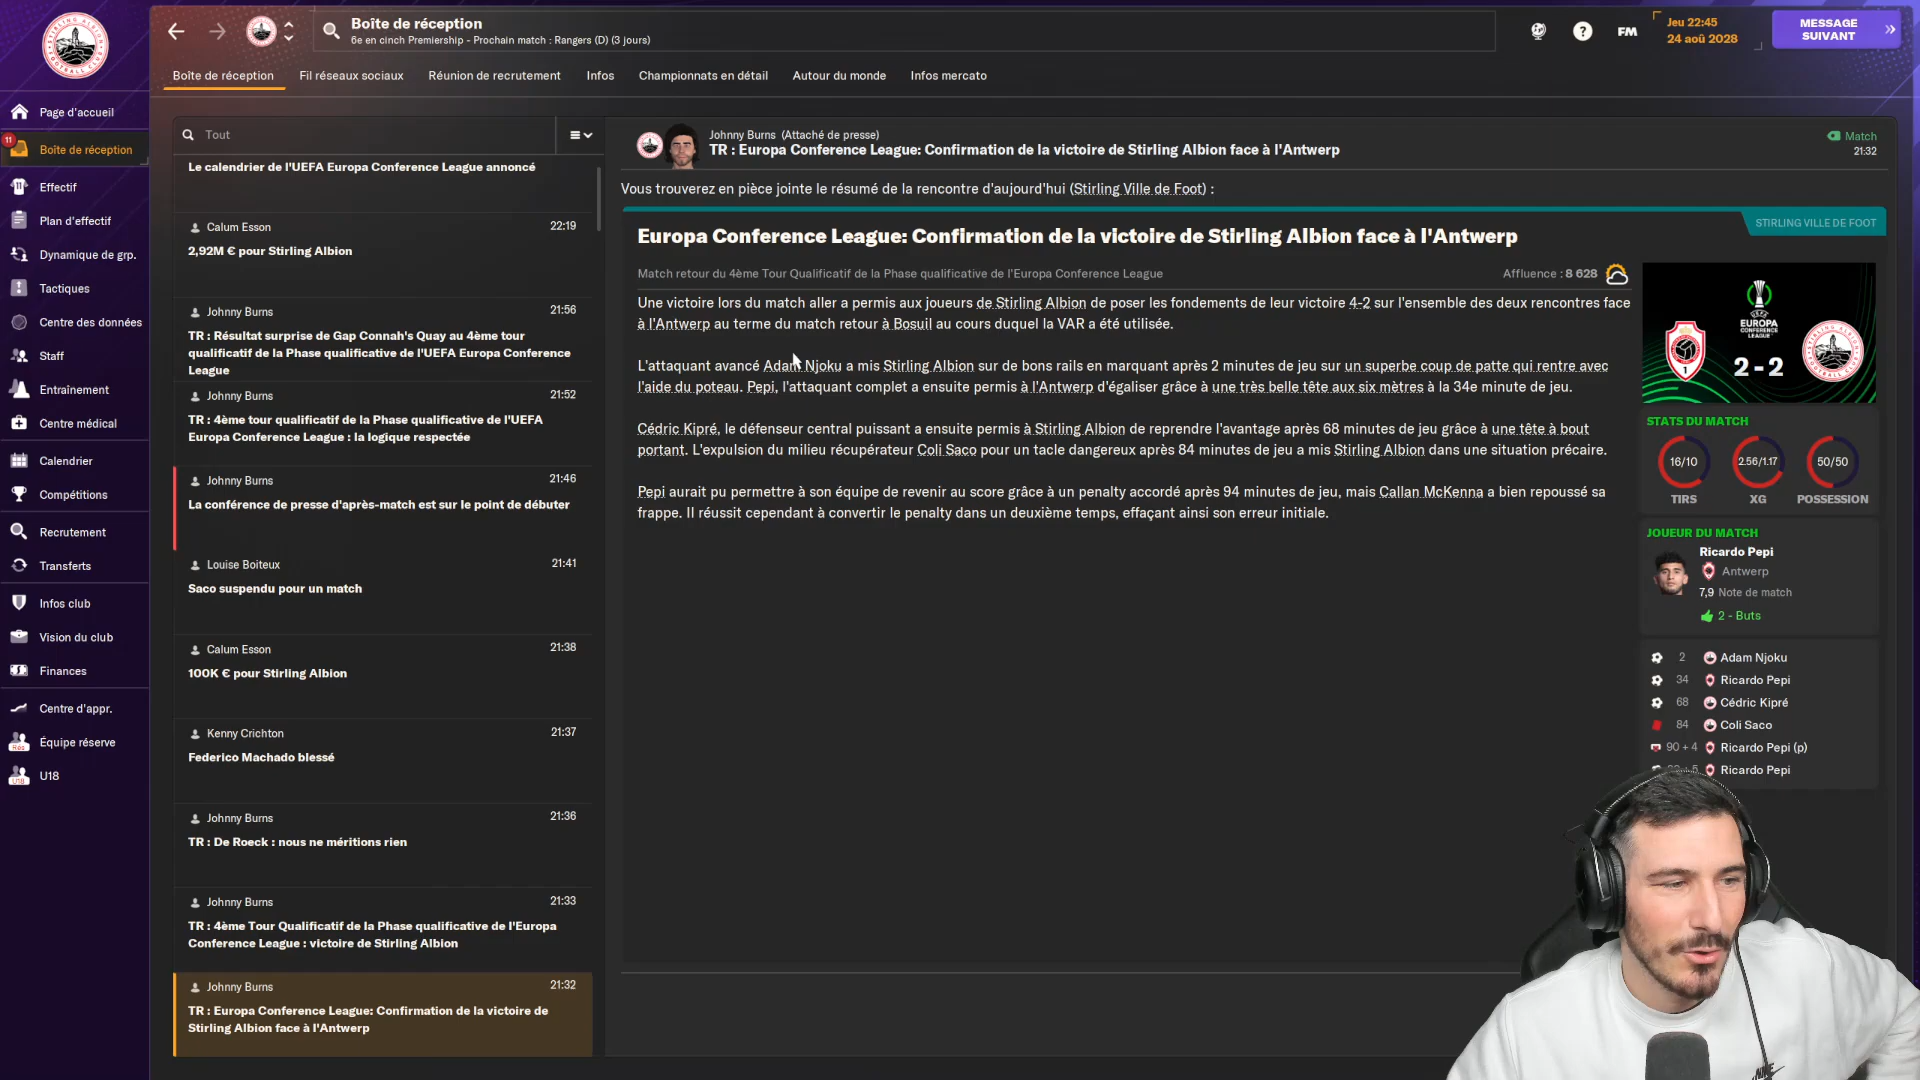 Boîte de réception
6e en cinch Premiership - Prochain match : Rangers (D) (3 jours)
FM
Jeu 22:45
24 aoû 2028
MESSAGE
SUIVANT
Boîte de réception
Fil réseaux sociaux
Réunion de recrutement
Infos
Championnats en détail
Autour du monde
Infos mercato
Page d'accueil
11
Boîte de réception
Effectif
Plan d'effectif
Dynamique de grp.
Tactiques
Centre des données
Staff
Entraînement
Centre médical
Calendrier
Compétitions
Recrutement
Transferts
Infos club
Vision du club
Finances
Centre d'appr.
Équipe réserve
U18
Tout
Le calendrier de l'UEFA Europa Conference League annoncé
Calum Esson
22:19
2,92M € pour Stirling Albion
Johnny Burns
21:56
TR : Résultat surprise de Gap Connah's Quay au 4ème tour
qualificatif de la Phase qualificative de l'UEFA Europa Conference
League
Johnny Burns
21:52
TR : 4ème tour qualificatif de la Phase qualificative de l'UEFA
Europa Conference League : la logique respectée
Johnny Burns
21:46
La conférence de presse d'après-match est sur le point de débuter
Louise Boiteux
21:41
Saco suspendu pour un match
Calum Esson
21:38
100K € pour Stirling Albion
Kenny Crichton
21:37
Federico Machado blessé
Johnny Burns
21:36
TR : De Roeck : nous ne méritions rien
Johnny Burns
21:33
TR : 4ème Tour Qualificatif de la Phase qualificative de l'Europa
Conference League : victoire de Stirling Albion
Johnny Burns
21:32
TR : Europa Conference League: Confirmation de la victoire de
Stirling Albion face à l'Antwerp
Johnny Burns (Attaché de presse)
TR : Europa Conference League: Confirmation de la victoire de Stirling Albion face à l'Antwerp
Match
21:32
Vous trouverez en pièce jointe le résumé de la rencontre d'aujourd'hui (Stirling Ville de Foot) :
STIRLING VILLE DE FOOT
Europa Conference League: Confirmation de la victoire de Stirling Albion face à l'Antwerp
Match retour du 4ème Tour Qualificatif de la Phase qualificative de l'Europa Conference League
Affluence : 8 628
Une victoire lors du match aller a permis aux joueurs de Stirling Albion de poser les fondements de leur victoire 4-2 sur l'ensemble des deux rencontres face
à l'Antwerp au terme du match retour à Bosuil au cours duquel la VAR a été utilisée.
L'attaquant avancé Adam Njoku a mis Stirling Albion sur de bons rails en marquant après 2 minutes de jeu sur un superbe coup de patte qui rentre avec
l'aide du poteau. Pepi, l'attaquant complet a ensuite permis à l'Antwerp d'égaliser grâce à une très belle tête aux six mètres à la 34e minute de jeu.
Cédric Kipré, le défenseur central puissant a ensuite permis à Stirling Albion de reprendre l'avantage après 68 minutes de jeu grâce à une tête à bout
portant. L'expulsion du milieu récupérateur Coli Saco pour un tacle dangereux après 84 minutes de jeu a mis Stirling Albion dans une situation précaire.
Pepi aurait pu permettre à son équipe de revenir au score grâce à un penalty accordé après 94 minutes de jeu, mais Callan McKenna a bien repoussé sa
frappe. Il réussit cependant à convertir le penalty dans un deuxième temps, effaçant ainsi son erreur initiale.
UEFA
EUROPA
CONFERENCE
LEAGUE
2-2
STATS DU MATCH
16/10
2.56/1.17
50/50
TIRS
XG
POSSESSION
JOUEUR DU MATCH
Ricardo Pepi
Antwerp
7,9 Note de match
2 - Buts
2 Adam Njoku
34 Ricardo Pepi
68 Cédric Kipré
84 Coli Saco
90 + 4 Ricardo Pepi (p)
Ricardo Pepi